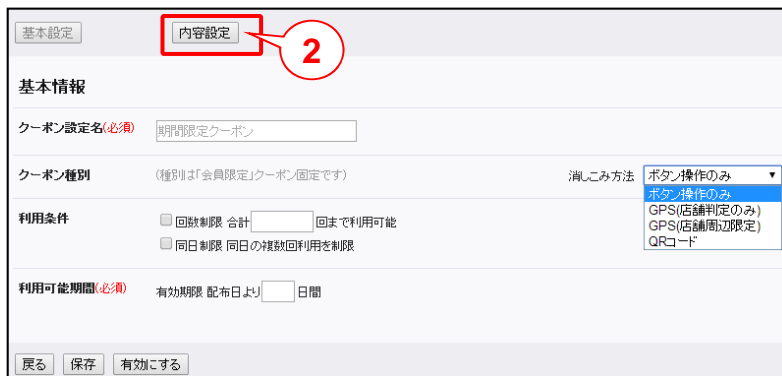 基本設定
内容設定
2
基本情報
クーポン設定名(必須)
期間限定クーポン
クーポン種別
(種別は「会員限定」クーポン固定です)
消しこみ方法
ボタン操作のみ
ボタン操作のみ
GPS(店舗判定のみ)
GPS(店舗周辺限定)
QRコード
利用条件
回数制限 合計 回まで利用可能
同日制限 同日の複数回利用を制限
利用可能期間(必須)
有効期限 配布日より 日間
戻る
保存
有効にする